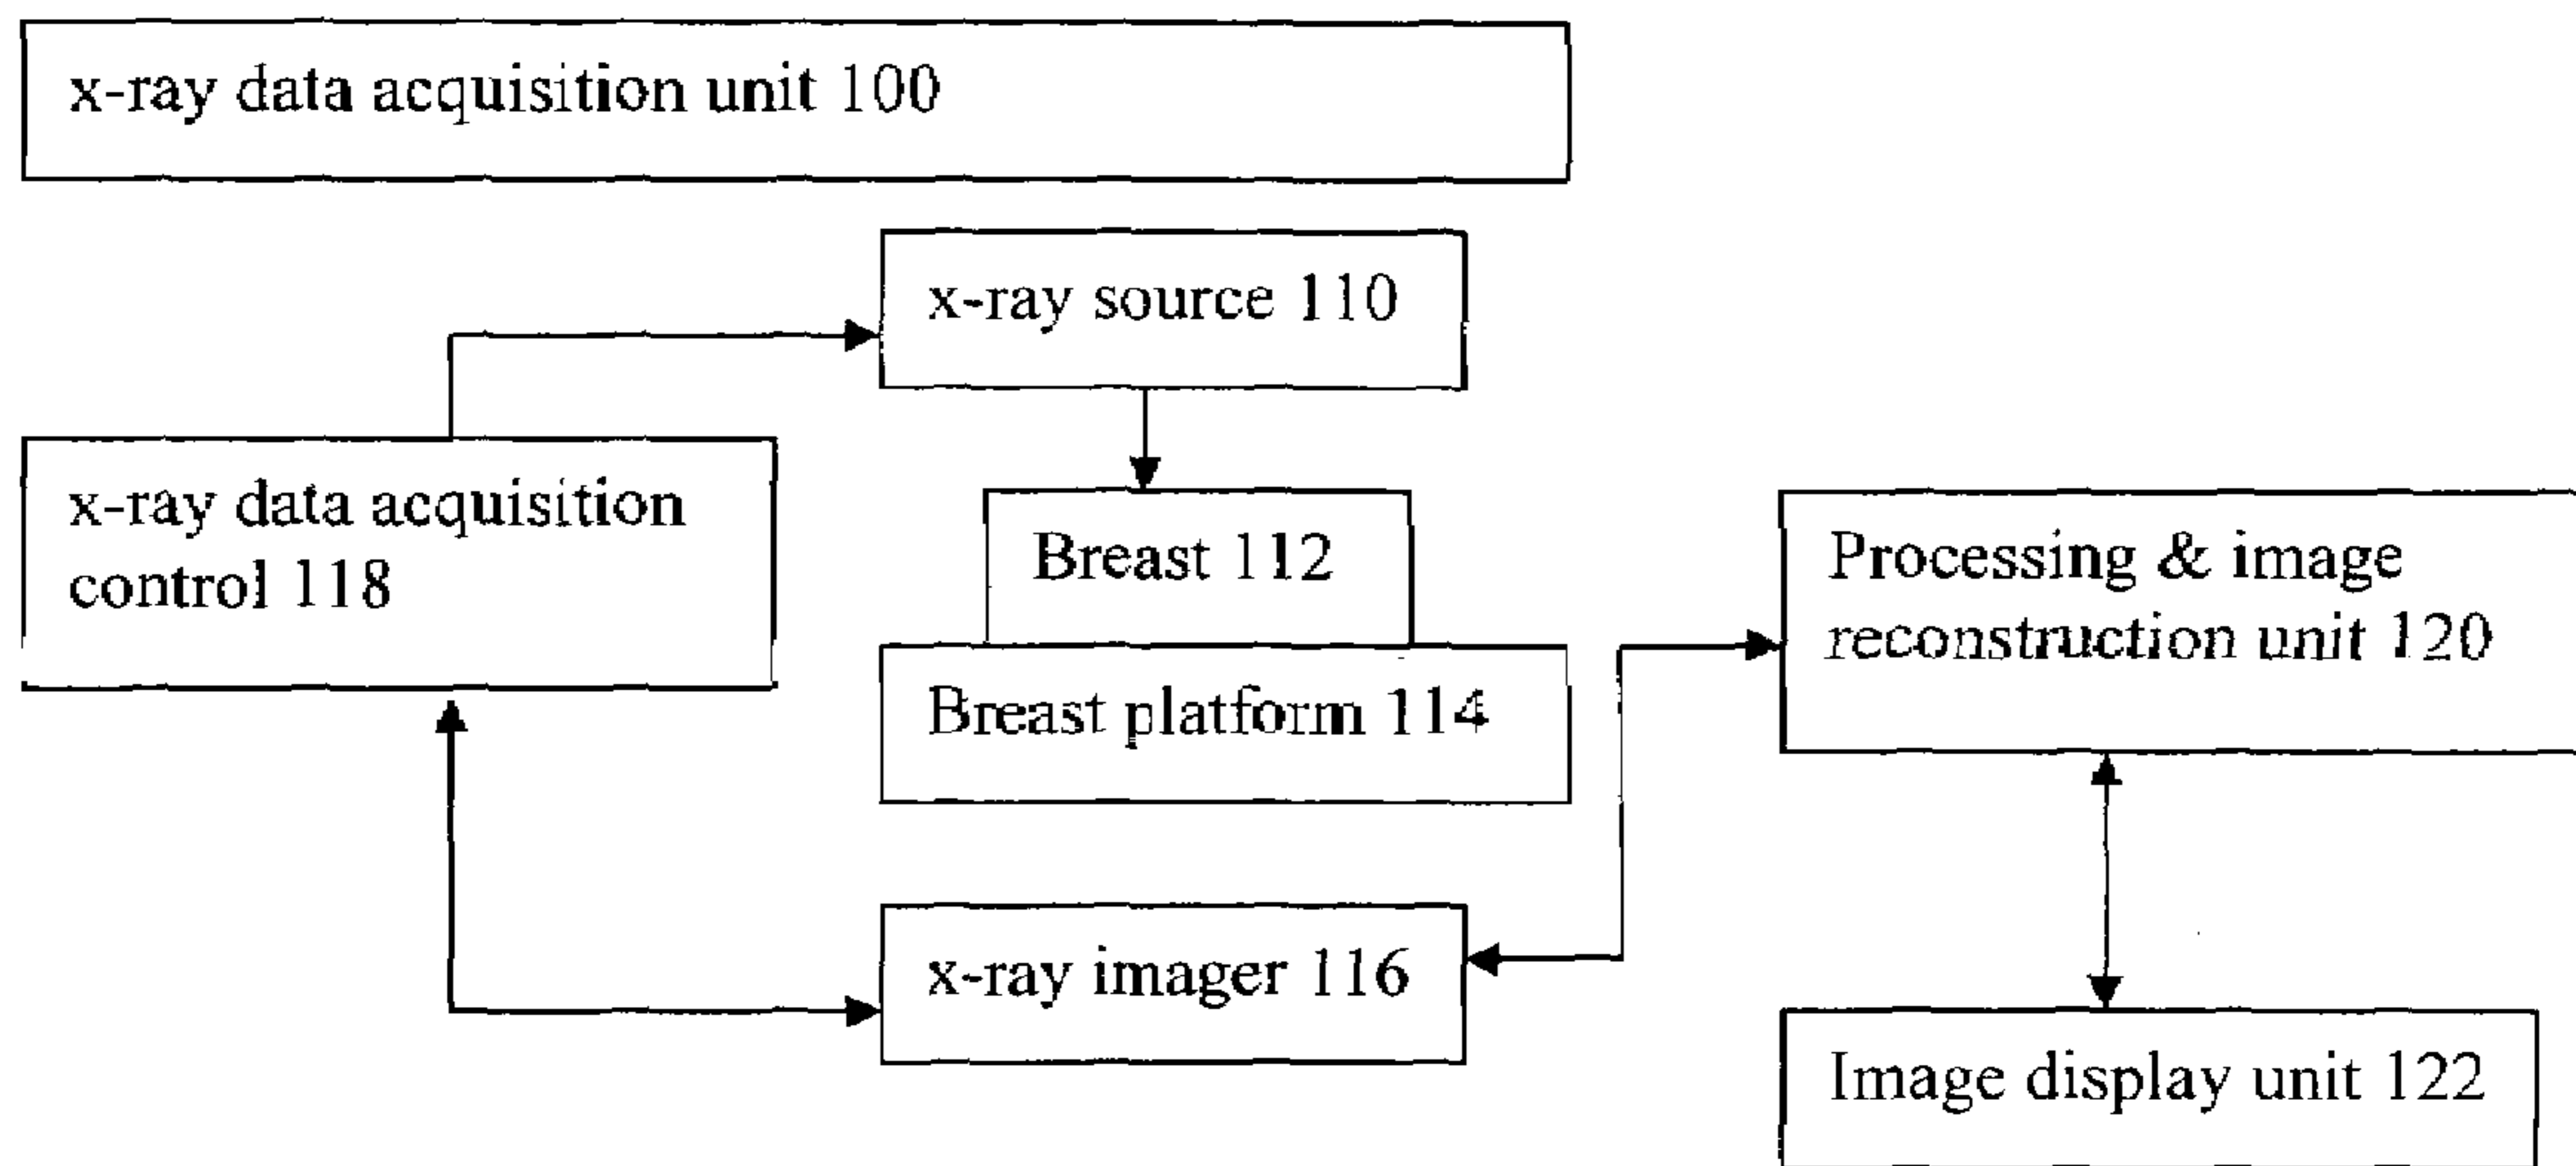 x-ray data acquisition unit 100
x-ray source 110
x-ray data acquisition
control 118
Breast 112
Breast platform 114
x-ray imager 116
Processing & image
reconstruction unit 120
Image display unit 122